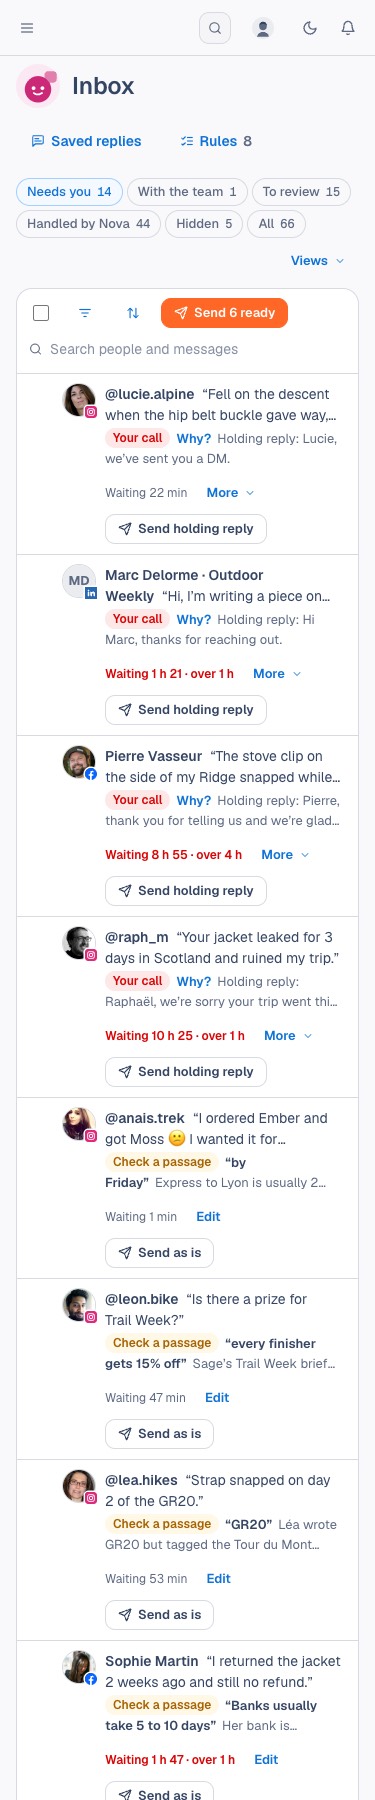 Inbox
Saved replies
Rules 8
Needs you 14
With the team 1
To review 15
Handled by Nova 44
Hidden 5
All 66
Views
Send 6 ready
Search people and messages
@lucie.alpine “Fell on the descent
when the hip belt buckle gave way,…
Your call Why? Holding reply: Lucie,
we’ve sent you a DM.
Waiting 22 min More
Send holding reply
MD
Marc Delorme · Outdoor
Weekly “Hi, I’m writing a piece on…
Your call Why? Holding reply: Hi
Marc, thanks for reaching out.
Waiting 1 h 21 · over 1 h More
Send holding reply
Pierre Vasseur “The stove clip on
the side of my Ridge snapped while…
Your call Why? Holding reply: Pierre,
thank you for telling us and we’re glad…
Waiting 8 h 55 · over 4 h More
Send holding reply
@raph_m “Your jacket leaked for 3
days in Scotland and ruined my trip.”
Your call Why? Holding reply:
Raphaël, we’re sorry your trip went thi…
Waiting 10 h 25 · over 1 h More
Send holding reply
@anais.trek “I ordered Ember and
got Moss 😕 I wanted it for…
Check a passage “by
Friday” Express to Lyon is usually 2…
Waiting 1 min Edit
Send as is
@leon.bike “Is there a prize for
Trail Week?”
Check a passage “every finisher
gets 15% off” Sage’s Trail Week brief…
Waiting 47 min Edit
Send as is
@lea.hikes “Strap snapped on day
2 of the GR20.”
Check a passage “GR20” Léa wrote
GR20 but tagged the Tour du Mont…
Waiting 53 min Edit
Send as is
Sophie Martin “I returned the jacket
2 weeks ago and still no refund.”
Check a passage “Banks usually
take 5 to 10 days” Her bank is…
Waiting 1 h 47 · over 1 h Edit
Send as is